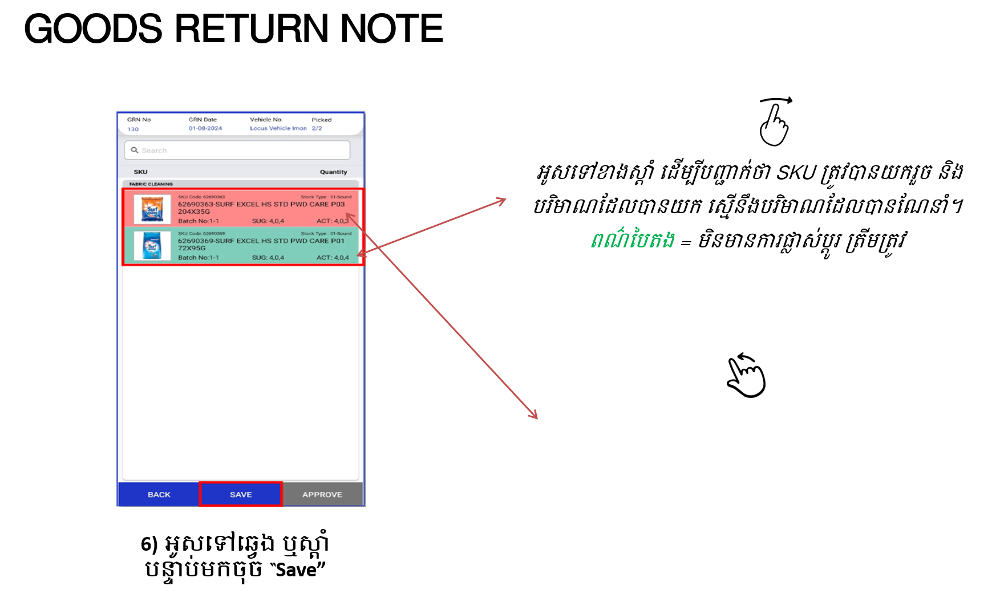 GOODS RETURN NOTE
GRN No GRN Date Vehicle No Picked
130 01-08-2024 Locus Vehicle Imon 2/2
Search
SKU Quantity
FABRIC CLEANING
SKU Code: 62690363 Stock Type : 01-Sound
62690363-SURF EXCEL HS STD PWD CARE P03
204X35G
Batch No:1-1 SUG: 4,0,4 ACT: 4,0,3
SKU Code: 62690369 Stock Type : 01-Sound
62690369-SURF EXCEL HS STD PWD CARE P01
72X95G
Batch No:1-1 SUG: 4,0,4 ACT: 4,0,4
BACK SAVE APPROVE
អូសទៅខាងស្ដាំ ដើម្បីបញ្ជាក់ថា SKU ត្រូវបានយករួច និង
បរិមាណដែលបានយក ស្មើនឹងបរិមាណដែលបានណែនាំ។
ពណ៌បៃតង = មិនមានការផ្លាស់ប្ដូរ ត្រឹមត្រូវ
6) អូសទៅឆ្វេង ឬស្ដាំ
បន្ទាប់មកចុច “Save”